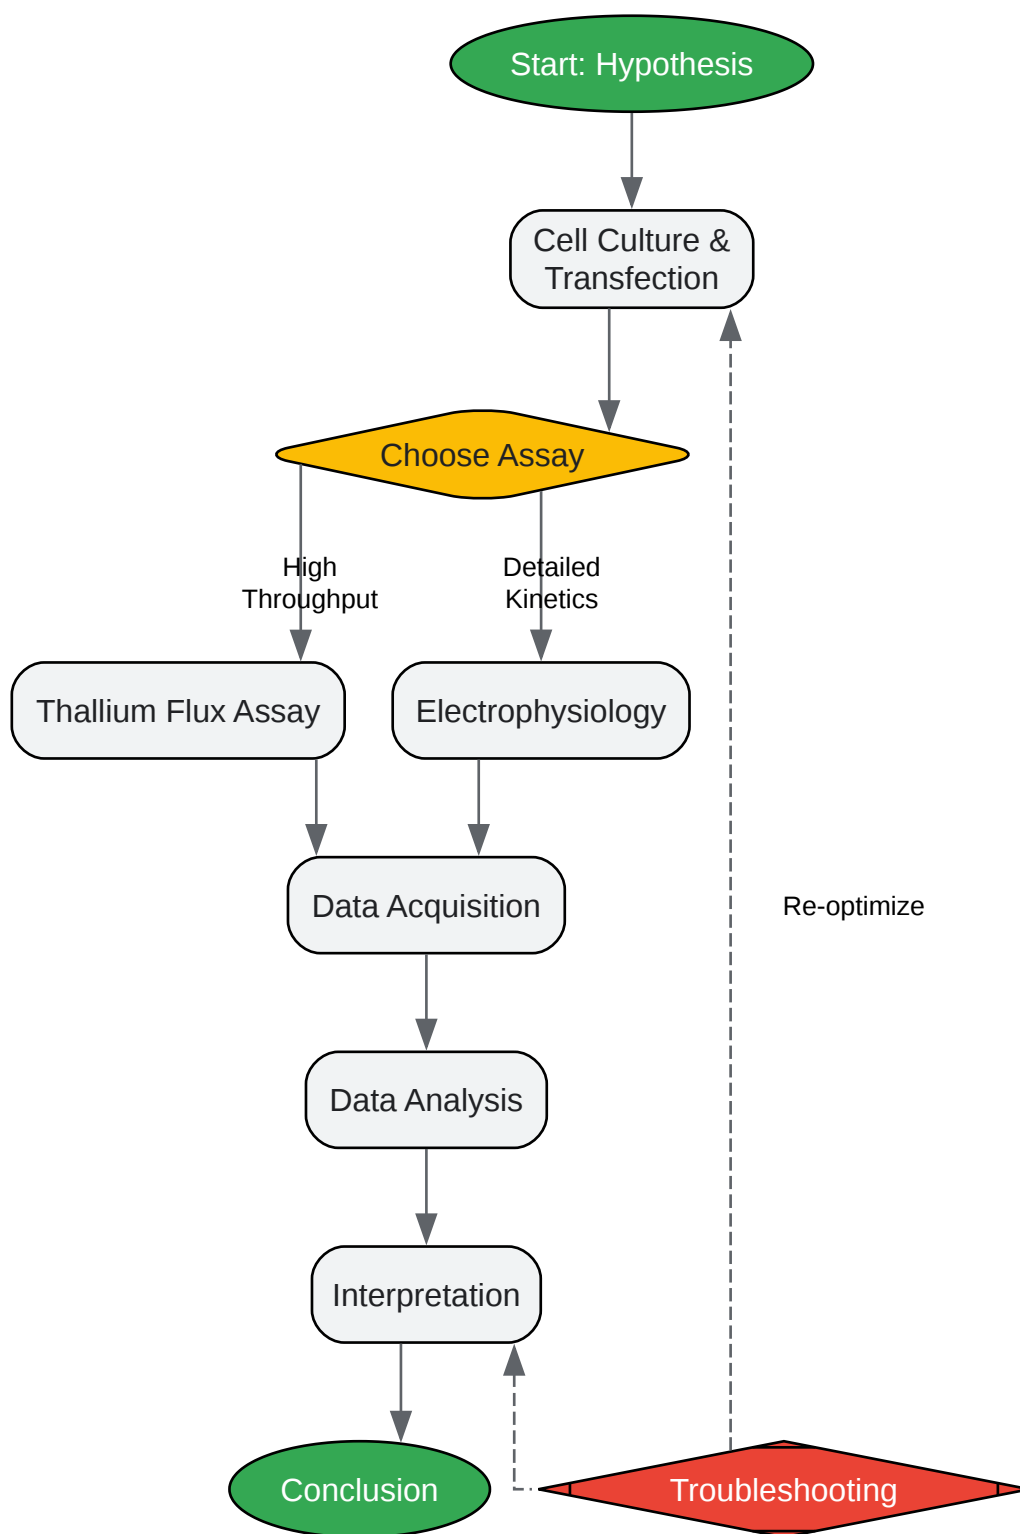 Start: Hypothesis
Cell Culture &
Transfection
Choose Assay
High
Throughput
Detailed
Kinetics
Thallium Flux Assay
Electrophysiology
Data Acquisition
Re-optimize
Data Analysis
Interpretation
Conclusion
Troubleshooting